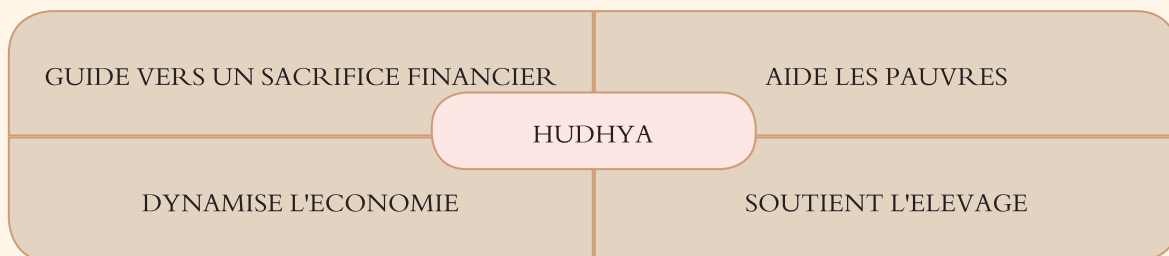 GUIDE VERS UN SACRIFICE FINANCIER
AIDE LES PAUVRES
HUDHYA
DYNAMISE L'ECONOMIE
SOUTIENT L'ELEVAGE